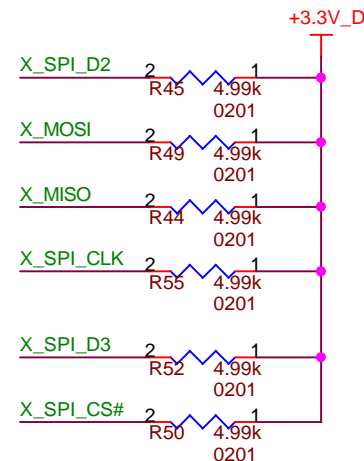 +3.3V_D
X_SPI_D2 2 1
R45 4.99k
0201
X_MOSI 2 1
R49 4.99k
0201
X_MISO 2 1
R44 4.99k
0201
X_SPI_CLK 2 1
R55 4.99k
0201
X_SPI_D3 2 1
R52 4.99k
0201
X_SPI_CS# 2 1
R50 4.99k
0201